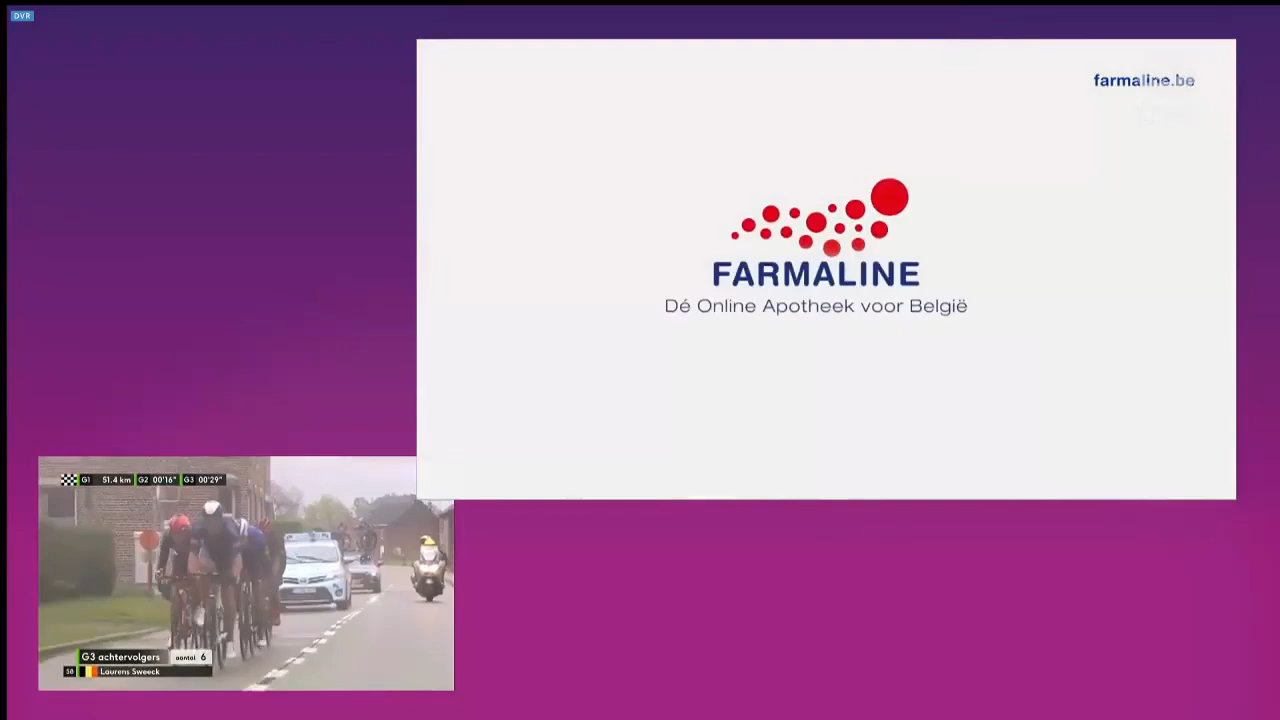 DVR
farmaline.be
FARMALINE
Dé Online Apotheek voor België
G1 51.4 km G2 00'16" G3 00'29"
G3 achtervolgers aantal 6
Laurens Sweeck